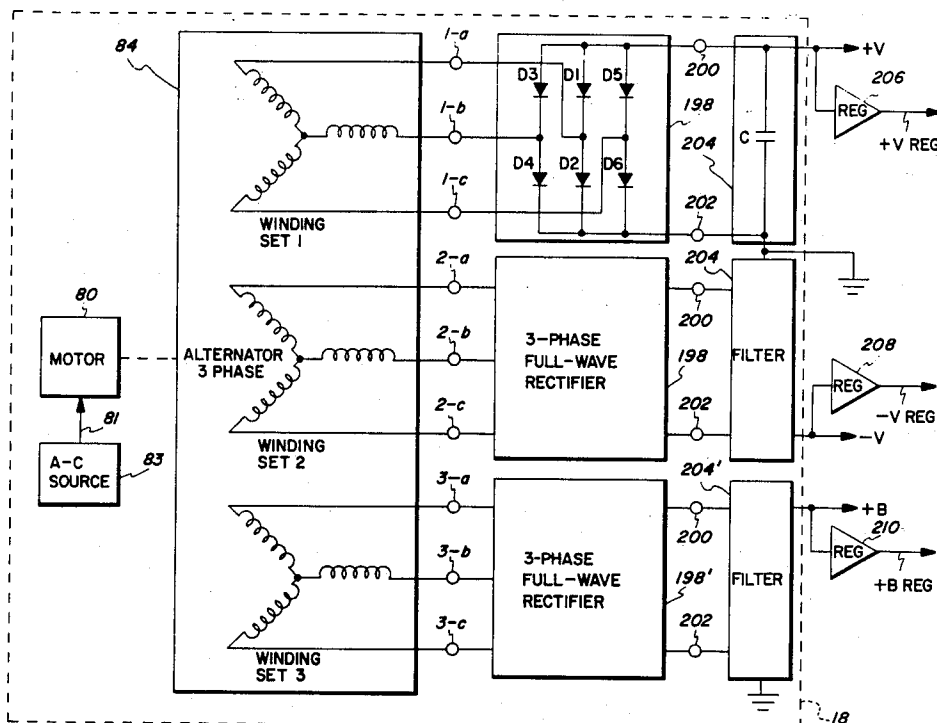 84
1-a
1-b
1-c
WINDING
SET 1
D3
D1
D5
D4
D2
D6
198
200
202
204
C
+V
206
REG
+V REG
80
MOTOR
81
A-C
SOURCE
83
ALTERNATOR
3 PHASE
2-a
2-b
2-c
WINDING
SET 2
3-PHASE
FULL-WAVE
RECTIFIER
198
200
202
204
FILTER
208
REG
-V REG
-V
3-a
3-b
3-c
WINDING
SET 3
3-PHASE
FULL-WAVE
RECTIFIER
198'
200
202
204'
FILTER
+B
210
REG
+B REG
18